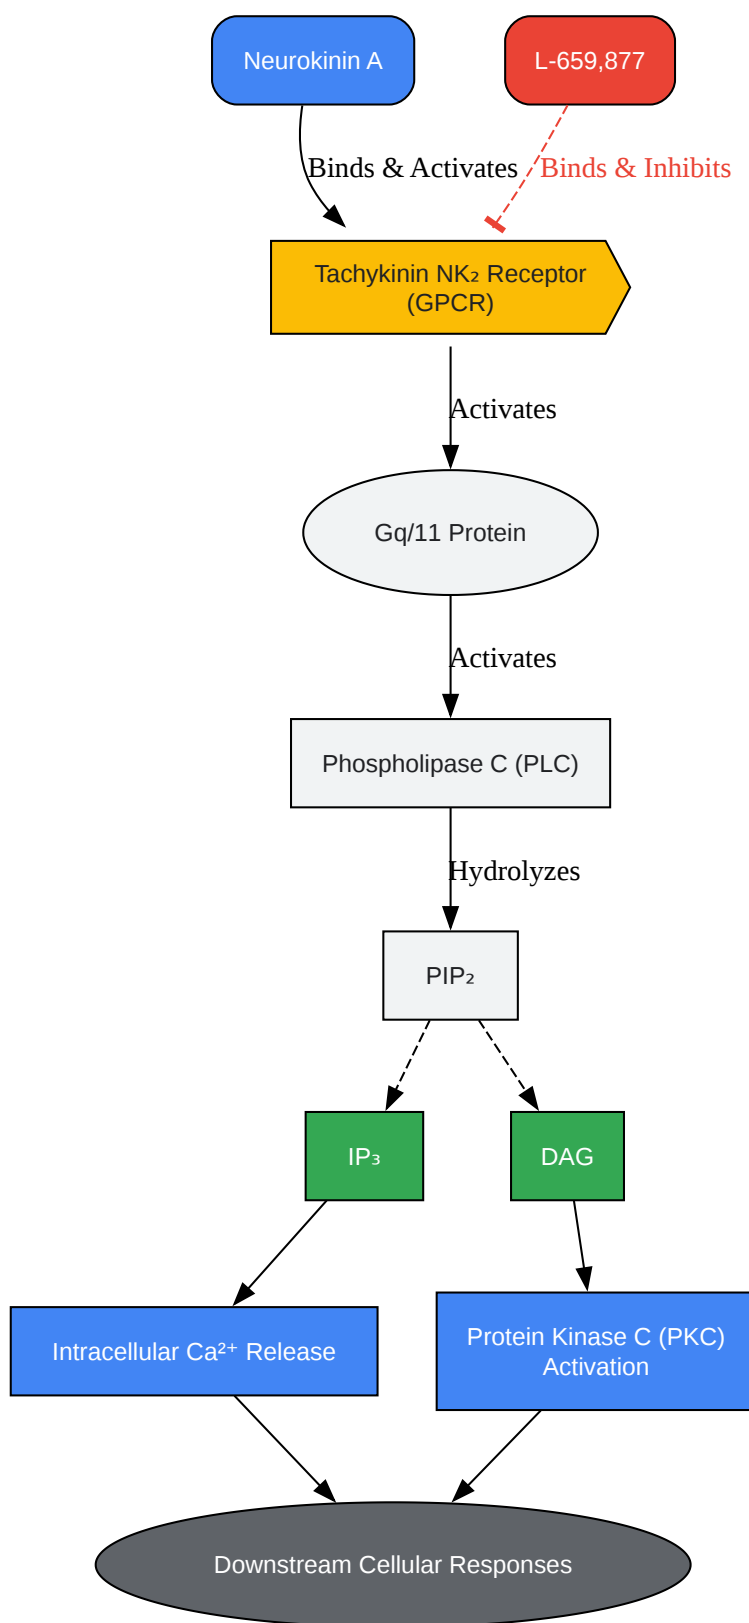 Neurokinin A
L-659,877
Binds & Activates
Binds & Inhibits
Tachykinin NK₂ Receptor
(GPCR)
Activates
Gq/11 Protein
Activates
Phospholipase C (PLC)
Hydrolyzes
PIP₂
IP₃
DAG
Intracellular Ca²⁺ Release
Protein Kinase C (PKC)
Activation
Downstream Cellular Responses